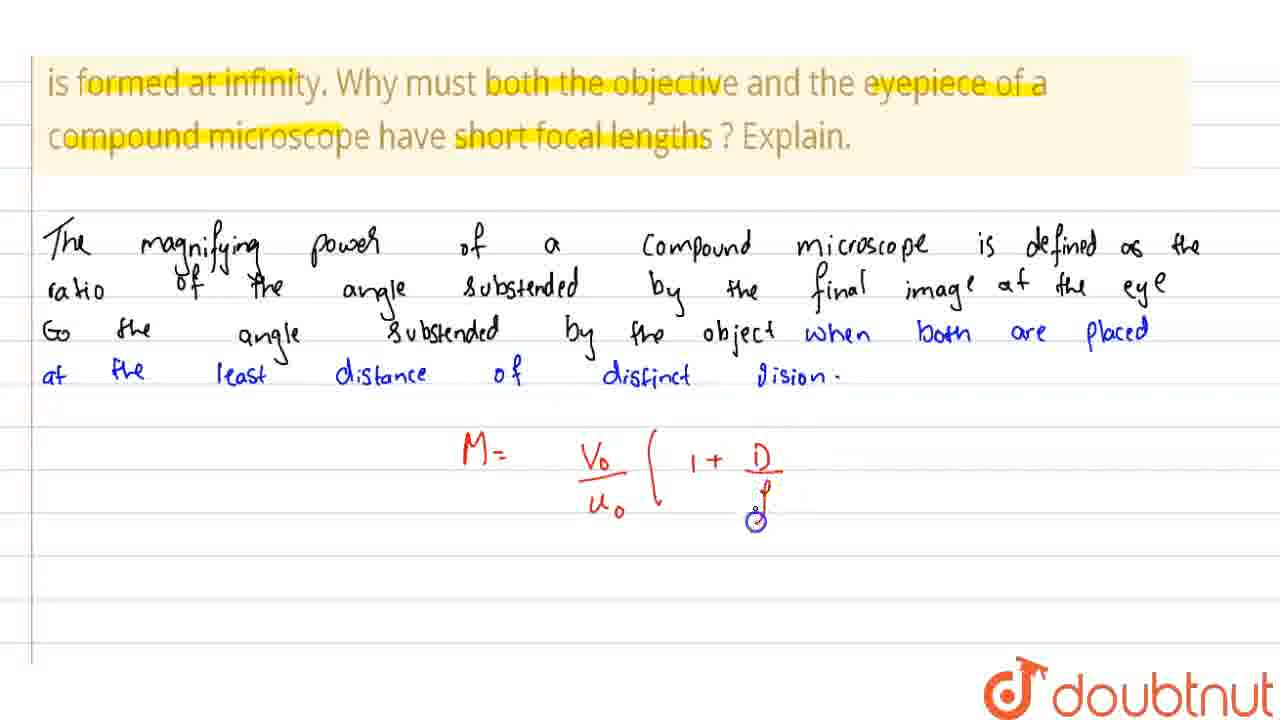 is formed at infinity. Why must both the objective and the eyepiece of a
compound microscope have short focal lengths ? Explain.
The magnifying power of a compound microscope is defined as the
ratio of the angle substended by the final image at the eye
Go the angle substended by the object when both are placed
at the least distance of distinct vision.
M = V₀/u₀ ( 1 + D/f
doubtnut